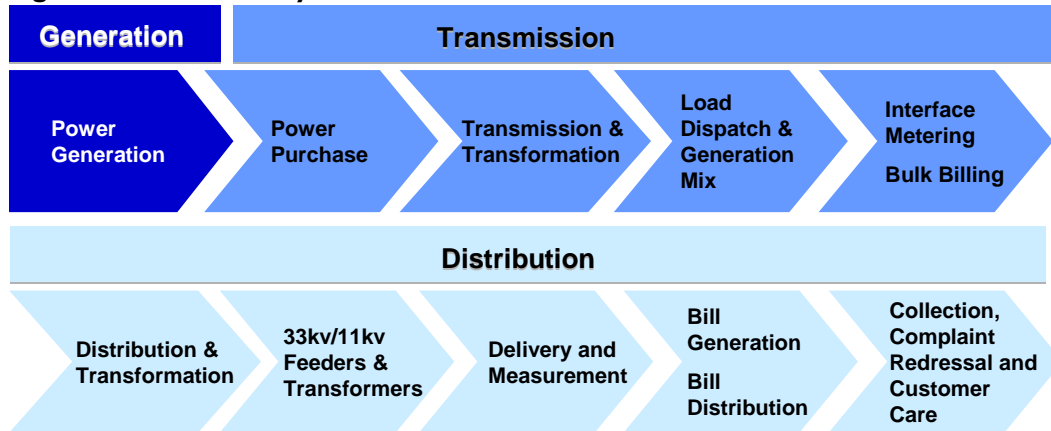 Generation
Transmission
Power
Generation
Power
Purchase
Transmission &
Transformation
Load
Dispatch &
Generation
Mix
Interface
Metering
Bulk Billing
Distribution
Distribution &
Transformation
33kv/11kv
Feeders &
Transformers
Delivery and
Measurement
Bill
Generation
Bill
Distribution
Collection,
Complaint
Redressal and
Customer
Care